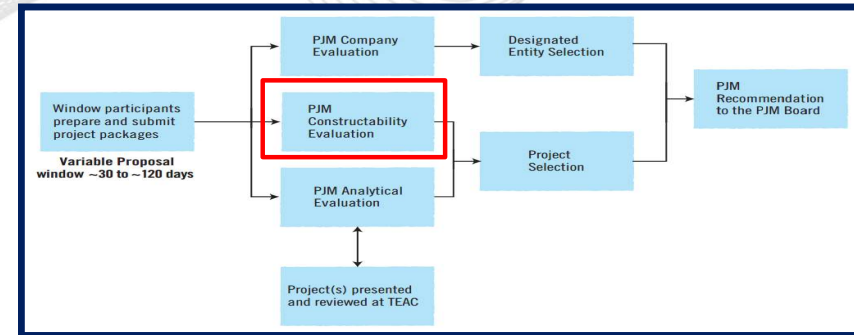 PJM Company
Evaluation
Designated
Entity Selection
Window participants
prepare and submit
project packages
Variable Proposal
window ~30 to ~120 days
PJM
Constructability
Evaluation
PJM
Recommendation
to the PJM Board
Project
Selection
PJM Analytical
Evaluation
Project(s) presented
and reviewed at TEAC